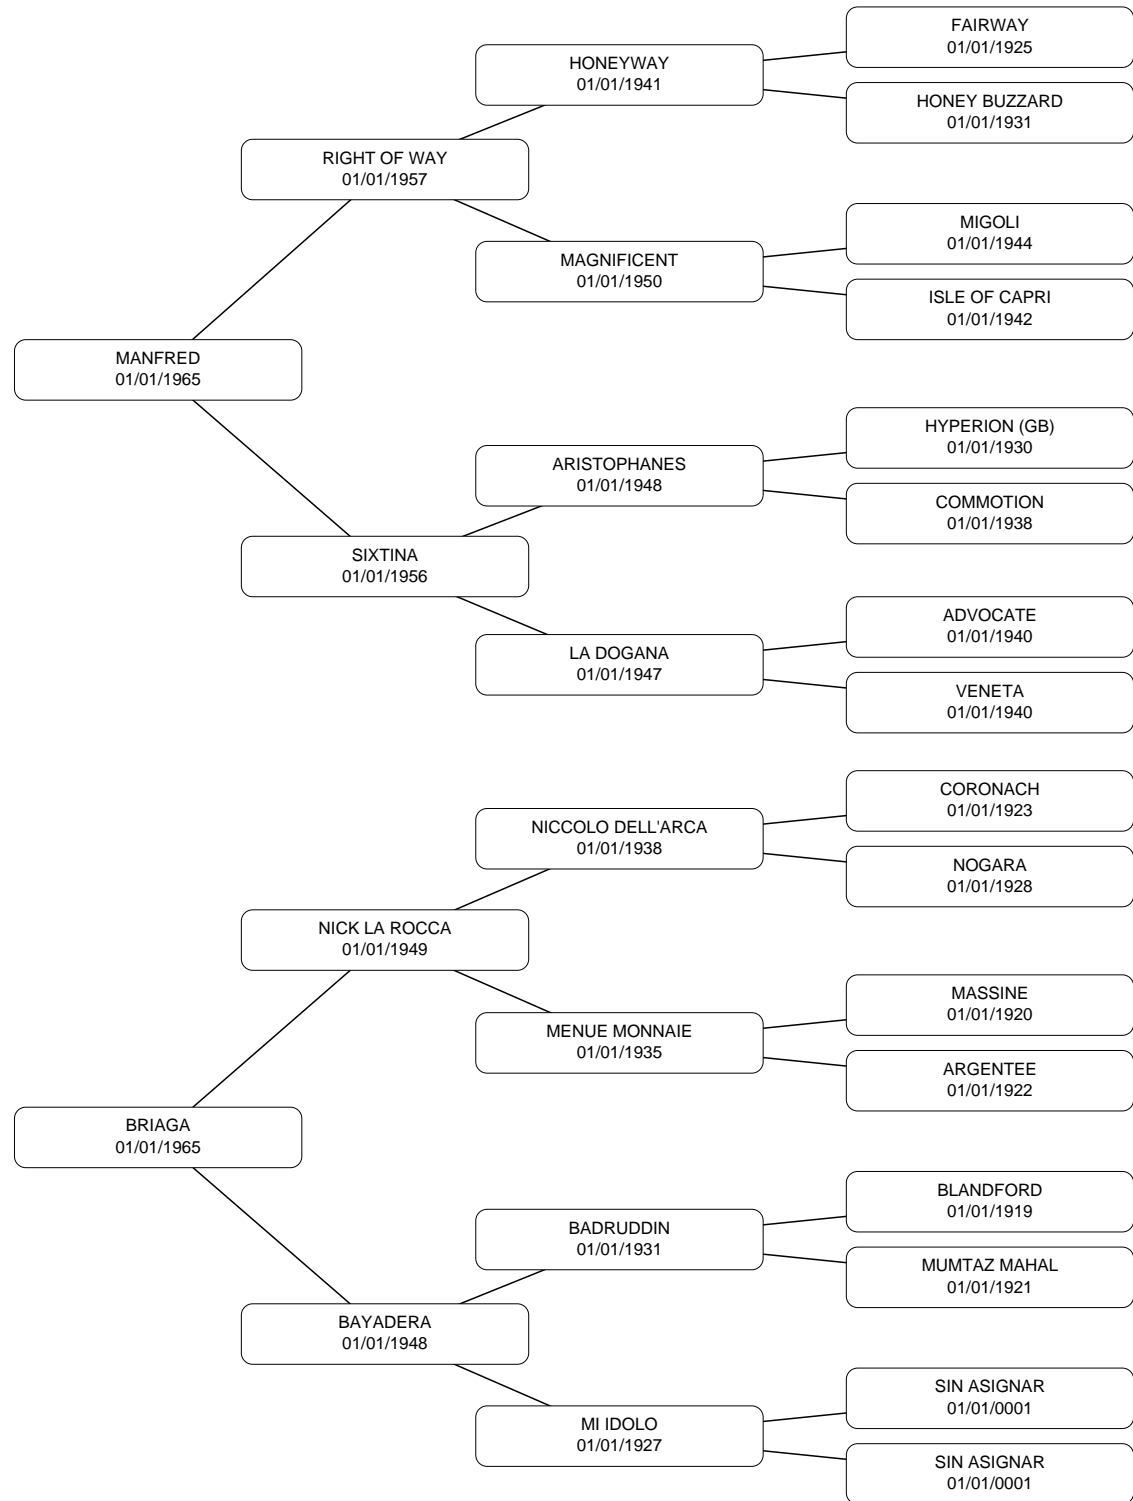 FAIRWAY
01/01/1925
HONEYWAY
01/01/1941
HONEY BUZZARD
01/01/1931
RIGHT OF WAY
01/01/1957
MIGOLI
01/01/1944
MAGNIFICENT
01/01/1950
ISLE OF CAPRI
01/01/1942
MANFRED
01/01/1965
HYPERION (GB)
01/01/1930
ARISTOPHANES
01/01/1948
COMMOTION
01/01/1938
SIXTINA
01/01/1956
ADVOCATE
01/01/1940
LA DOGANA
01/01/1947
VENETA
01/01/1940
CORONACH
01/01/1923
NICCOLO DELL'ARCA
01/01/1938
NOGARA
01/01/1928
NICK LA ROCCA
01/01/1949
MASSINE
01/01/1920
MENUE MONNAIE
01/01/1935
ARGENTEE
01/01/1922
BRIAGA
01/01/1965
BLANDFORD
01/01/1919
BADRUDDIN
01/01/1931
MUMTAZ MAHAL
01/01/1921
BAYADERA
01/01/1948
SIN ASIGNAR
01/01/0001
MI IDOLO
01/01/1927
SIN ASIGNAR
01/01/0001